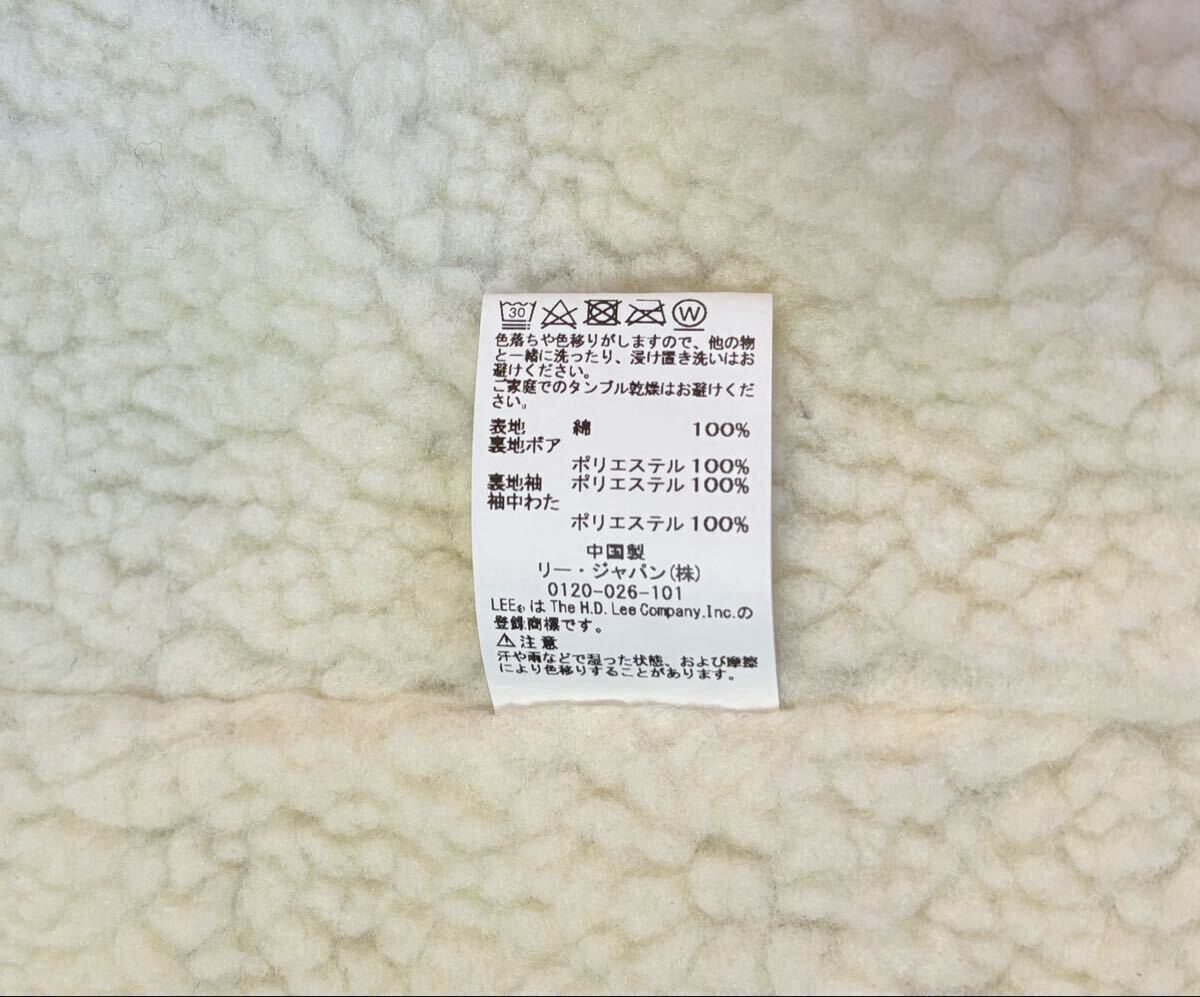 30 W
色落ちや色移りがしますので、他の物
と一緒に洗ったり、浸け置き洗いはお
避けください。
ご家庭でのタンブル乾燥はお避けくだ
さい。
表地 綿 100%
裏地ボア
ポリエステル 100%
裏地袖 ポリエステル 100%
袖中わた
ポリエステル 100%
中国製
リー・ジャパン(株)
0120-026-101
LEE®は The H.D. Lee Company,Inc.の
登録商標です。
⚠注意
汗や雨などで湿った状態、および摩擦
により色移りすることがあります。